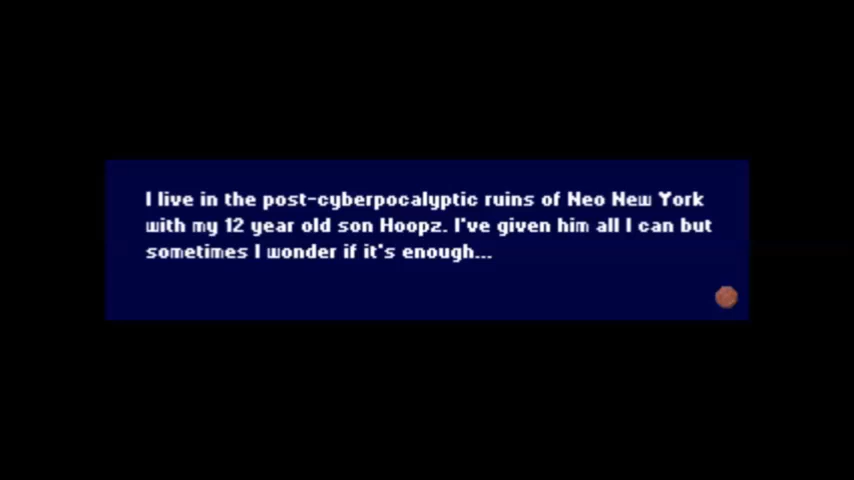 I live in the post-cyberpocalyptic ruins of Neo New York
with my 12 year old son Hoopz. I've given him all I can but
sometimes I wonder if it's enough...